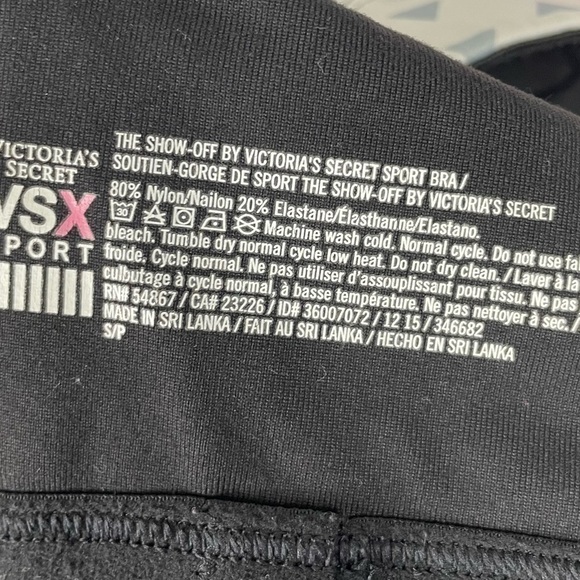 VICTORIA'S
SECRET
VSX
SPORT
THE SHOW-OFF BY VICTORIA'S SECRET SPORT BRA /
SOUTIEN-GORGE DE SPORT THE SHOW-OFF BY VICTORIA'S SECRET
80% Nylon/Nailon 20% Elastane/Élasthanne/Elastano.
30 Machine wash cold. Normal cycle. Do not use fa
bleach. Tumble dry normal cycle low heat. Do not dry clean. / Laver à la
froide. Cycle normal. Ne pas utiliser d'assouplissant pour tissu. Ne pas
culbutage à cycle normal, à basse température. Ne pas nettoyer à sec. /
RN# 54867 / CA# 23226 / ID# 36007072 / 12 15 / 346682
MADE IN SRI LANKA / FAIT AU SRI LANKA / HECHO EN SRI LANKA
S/P